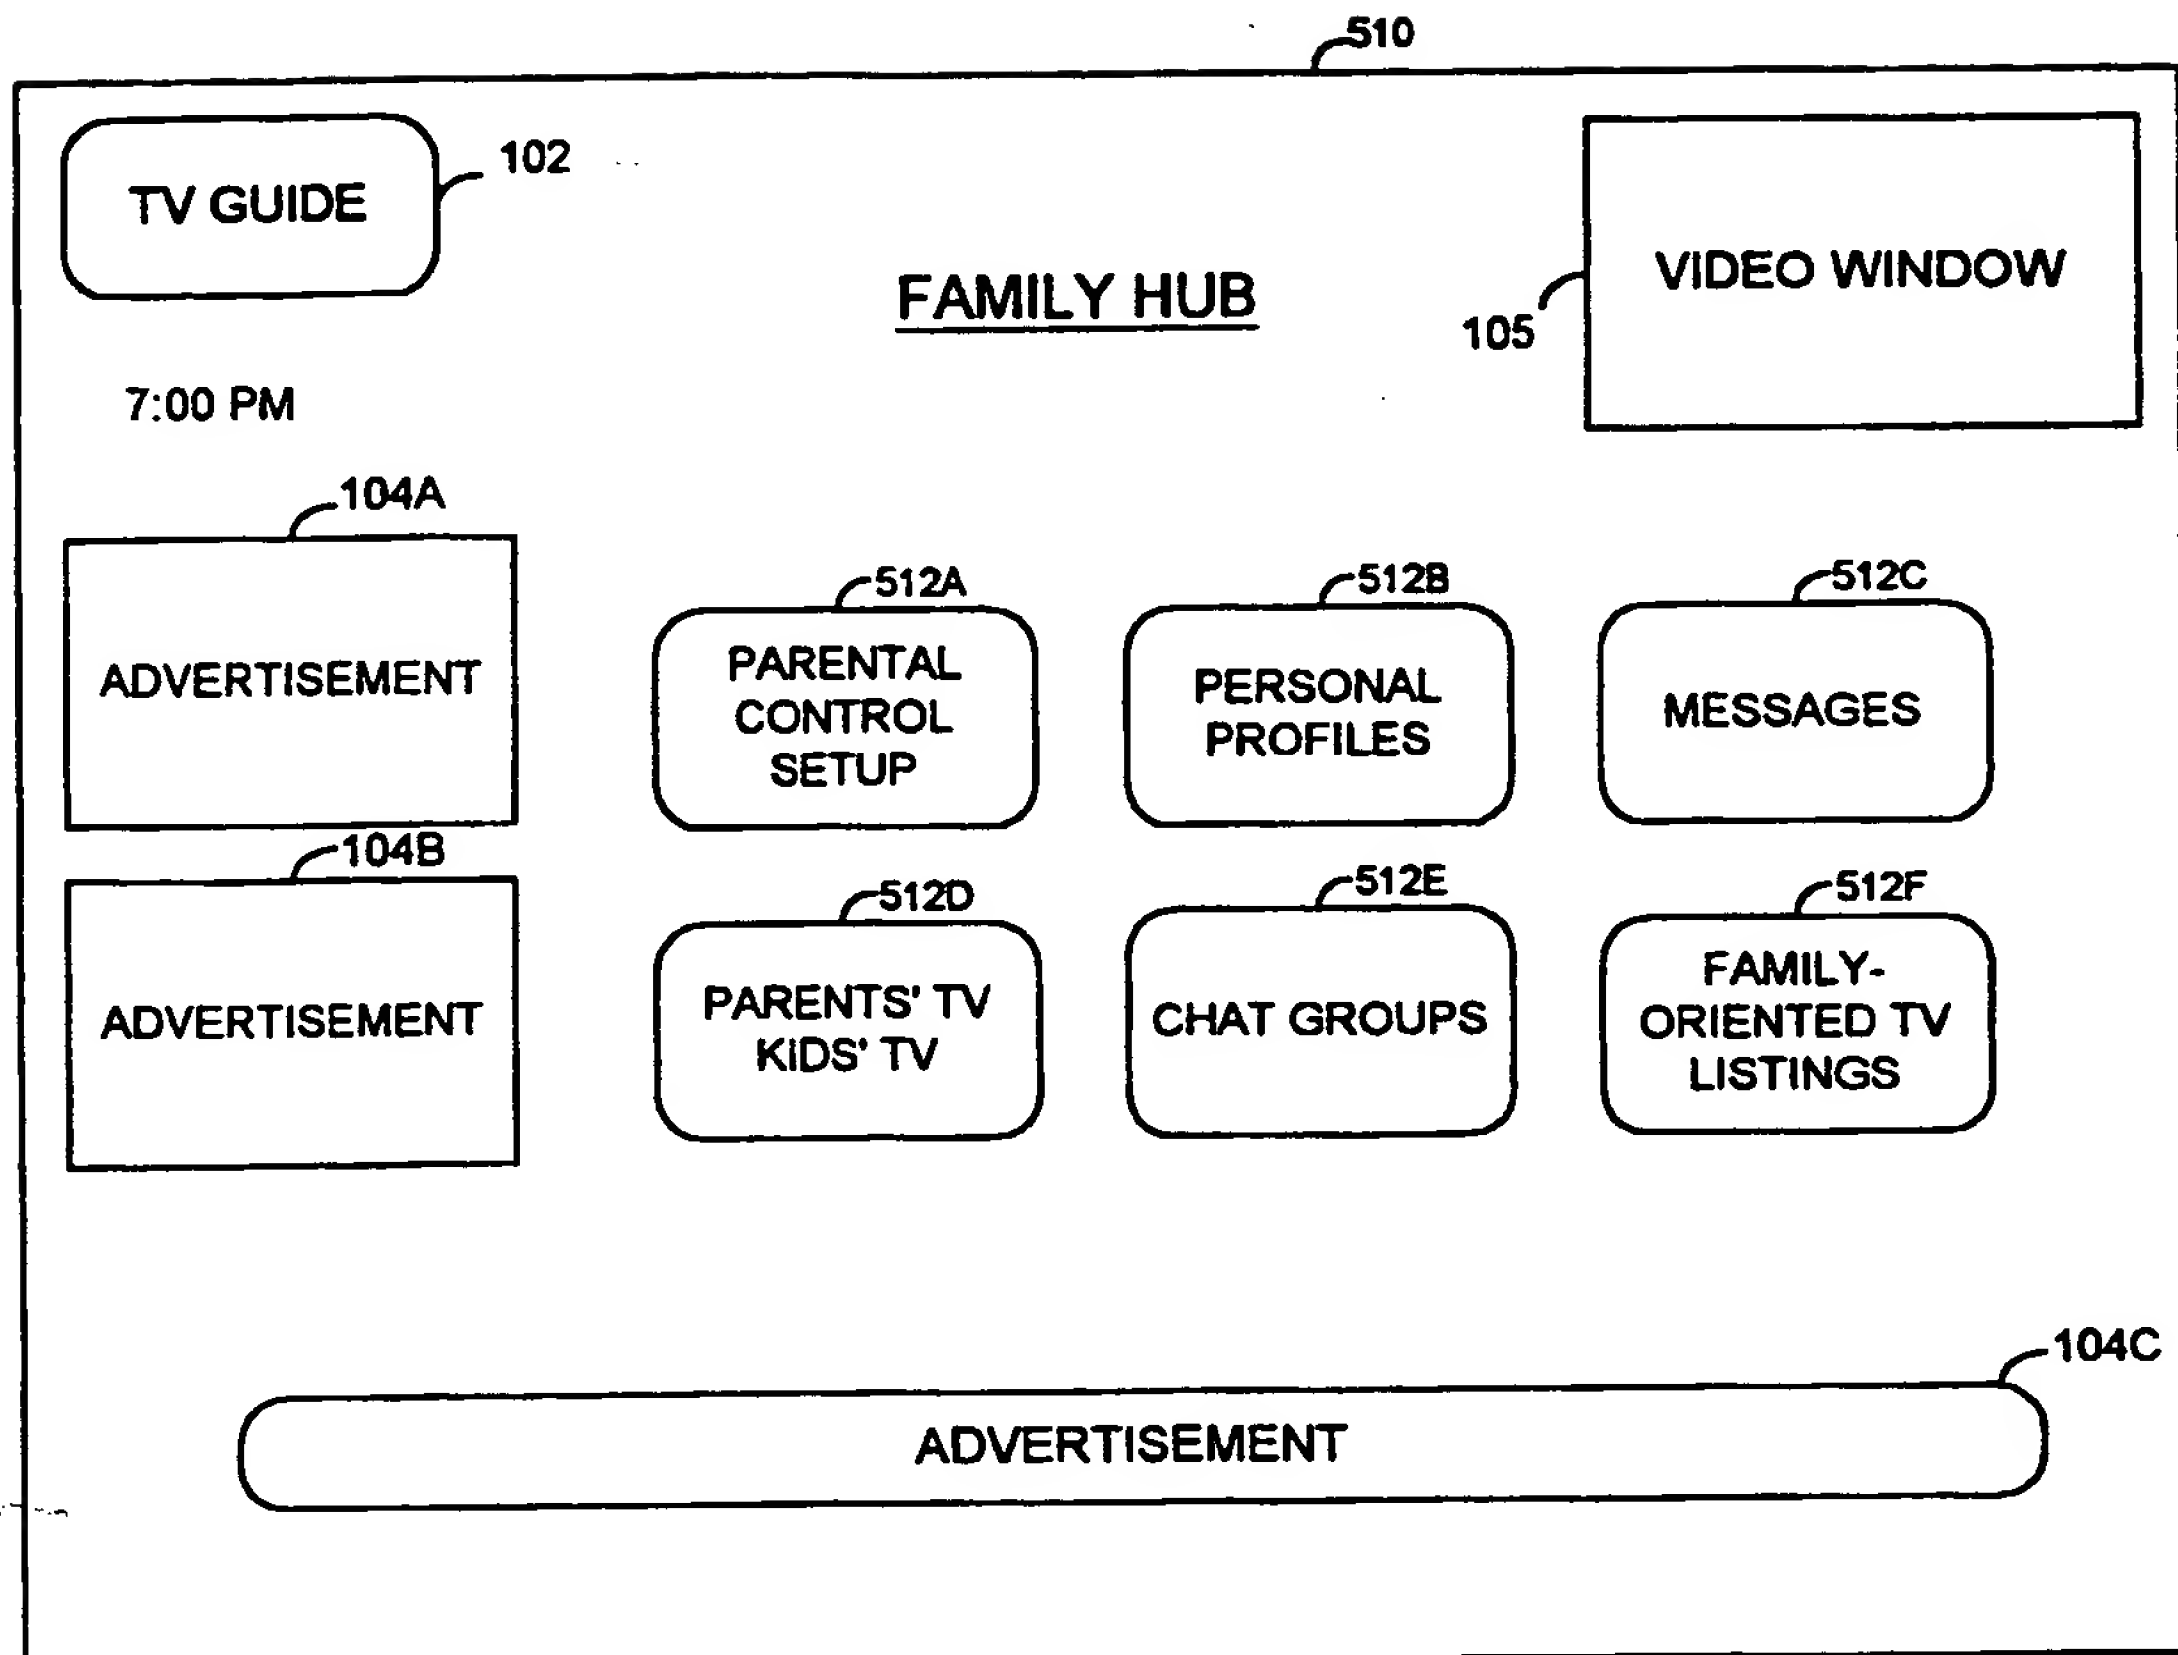 510
TV GUIDE
102
FAMILY HUB
VIDEO WINDOW
105
7:00 PM
104A
ADVERTISEMENT
512A
PARENTAL
CONTROL
SETUP
512B
PERSONAL
PROFILES
512C
MESSAGES
104B
ADVERTISEMENT
512D
PARENTS' TV
KIDS' TV
512E
CHAT GROUPS
512F
FAMILY-
ORIENTED TV
LISTINGS
104C
ADVERTISEMENT